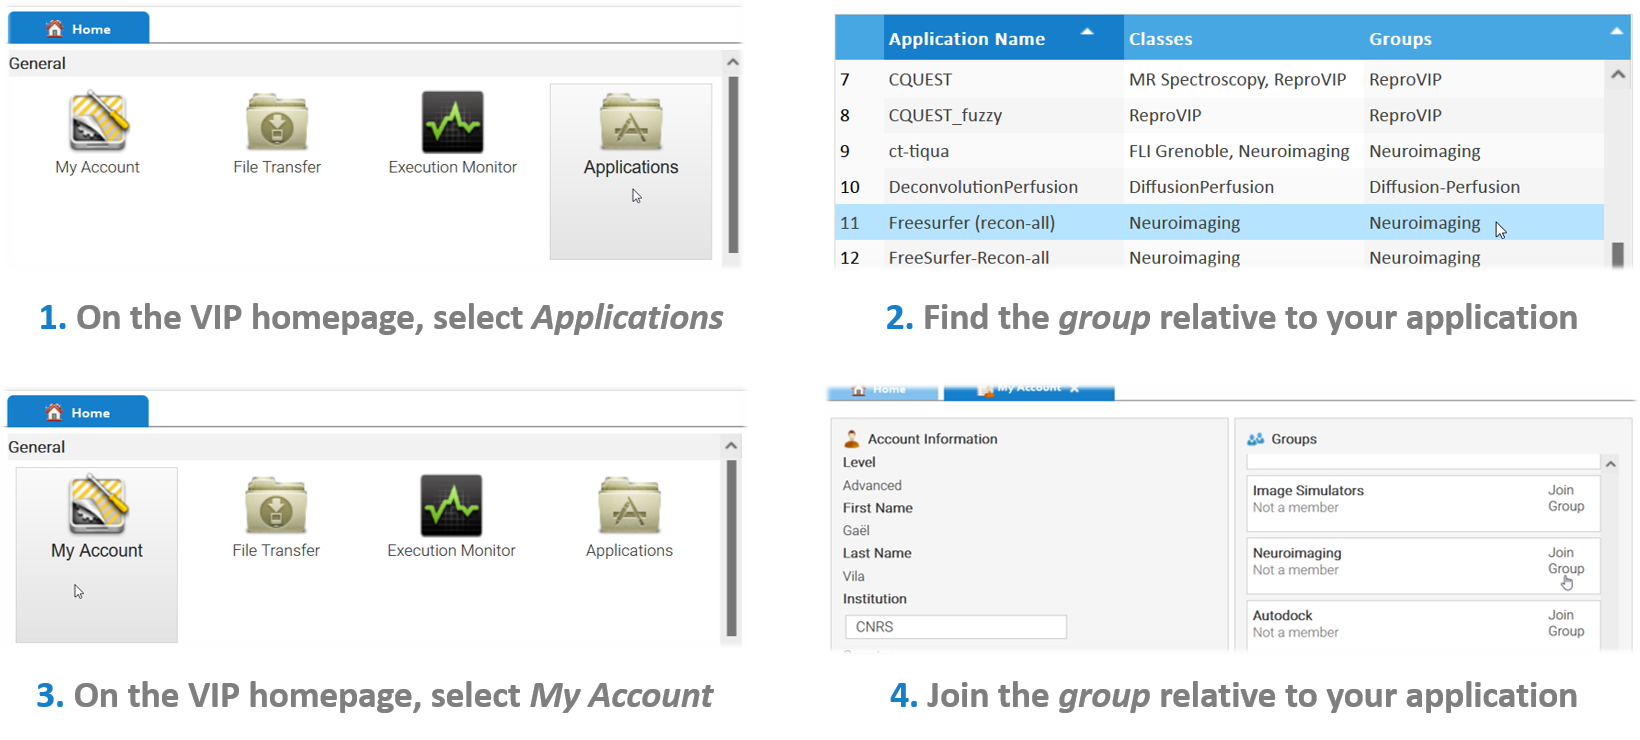 Home
General
My Account
File Transfer
Execution Monitor
Applications
1. On the VIP homepage, select Applications
Application Name Classes Groups
7 CQUEST MR Spectroscopy, ReproVIP ReproVIP
8 CQUEST_fuzzy ReproVIP ReproVIP
9 ct-tiqua FLI Grenoble, Neuroimaging Neuroimaging
10 DeconvolutionPerfusion DiffusionPerfusion Diffusion-Perfusion
11 Freesurfer (recon-all) Neuroimaging Neuroimaging
12 FreeSurfer-Recon-all Neuroimaging Neuroimaging
2. Find the group relative to your application
Home
General
My Account
File Transfer
Execution Monitor
Applications
3. On the VIP homepage, select My Account
Home
My Account
Account Information
Level
Advanced
First Name
Gaël
Last Name
Vila
Institution
CNRS
Groups
Image Simulators
Not a member
Join
Group
Neuroimaging
Not a member
Join
Group
Autodock
Not a member
Join
Group
4. Join the group relative to your application